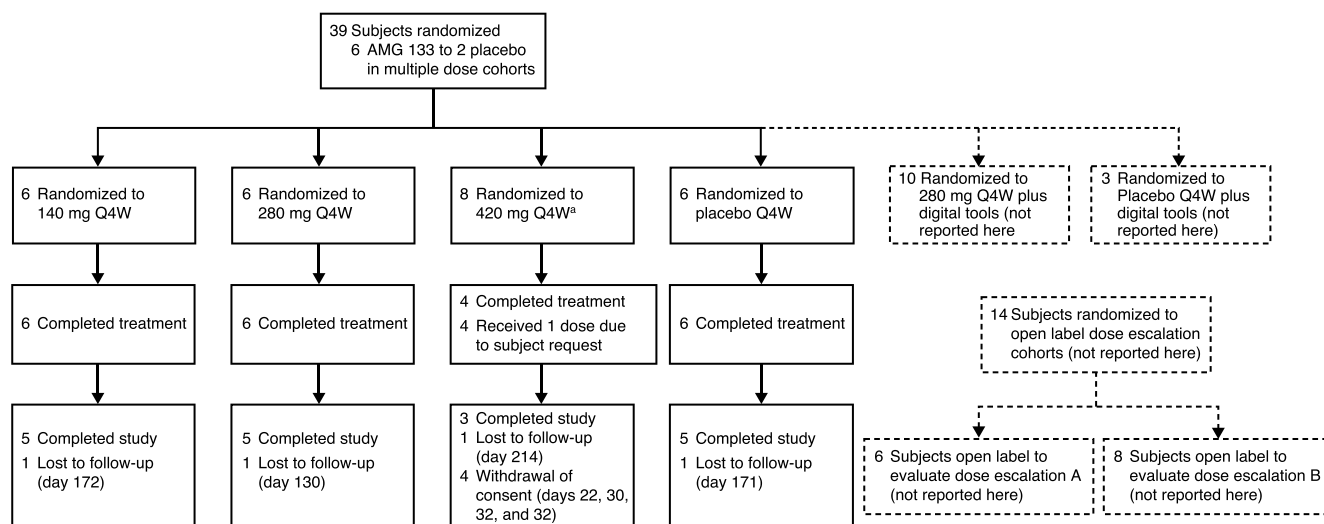 39 Subjects randomized
6 AMG 133 to 2 placebo
in multiple dose cohorts
6 Randomized to
140 mg Q4W
6 Randomized to
280 mg Q4W
8 Randomized to
420 mg Q4Wᵃ
6 Randomized to
placebo Q4W
10 Randomized to
280 mg Q4W plus
digital tools (not
reported here
3 Randomized to
Placebo Q4W plus
digital tools (not
reported here)
6 Completed treatment
6 Completed treatment
4 Completed treatment
4 Received 1 dose due
to subject request
6 Completed treatment
14 Subjects randomized to
open label dose escalation
cohorts (not reported here)
5 Completed study
1 Lost to follow-up
(day 172)
5 Completed study
1 Lost to follow-up
(day 130)
3 Completed study
1 Lost to follow-up
(day 214)
4 Withdrawal of
consent (days 22, 30,
32, and 32)
5 Completed study
1 Lost to follow-up
(day 171)
6 Subjects open label to
evaluate dose escalation A
(not reported here)
8 Subjects open label to
evaluate dose escalation B
(not reported here)